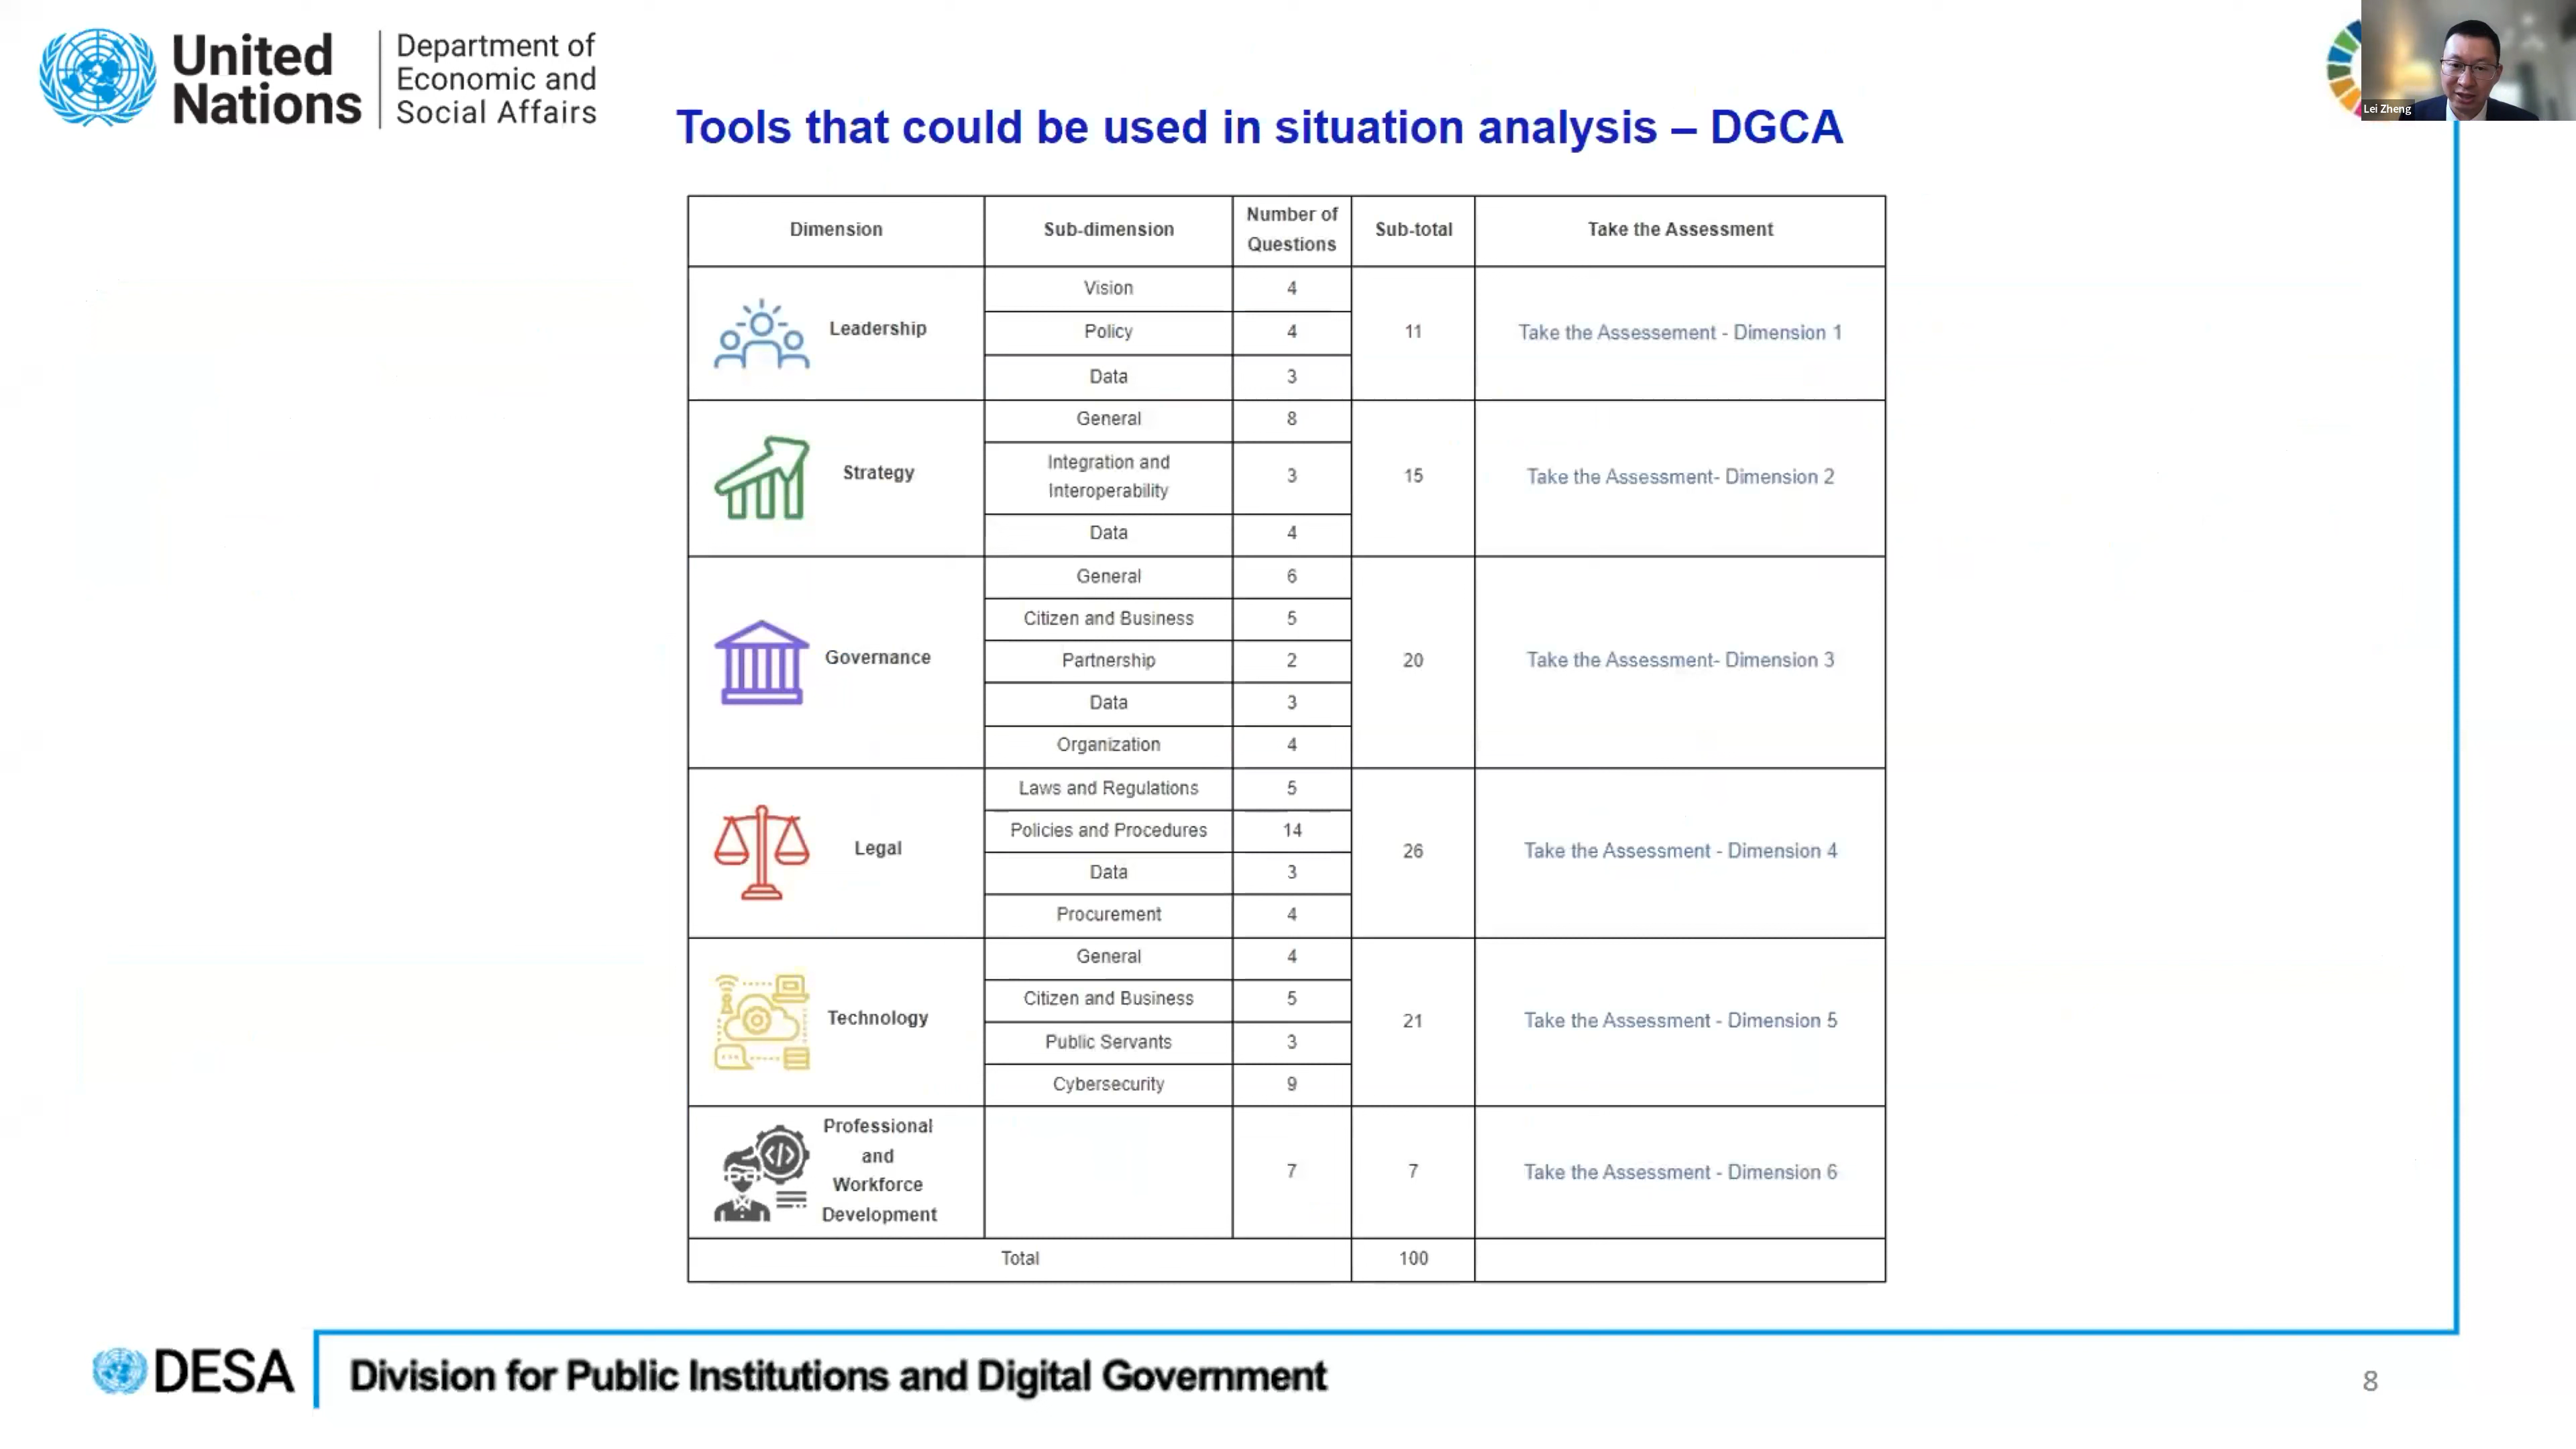 United
Nations
Department of
Economic and
Social Affairs
Lei Zheng
Tools that could be used in situation analysis – DGCA
Dimension
Sub-dimension
Number of
Questions
Sub-total
Take the Assessment
Leadership
Vision
4
Policy
4
Data
3
11
Take the Assessement - Dimension 1
Strategy
General
8
Integration and
Interoperability
3
Data
4
15
Take the Assessment- Dimension 2
Governance
General
6
Citizen and Business
5
Partnership
2
Data
3
Organization
4
20
Take the Assessment- Dimension 3
Legal
Laws and Regulations
5
Policies and Procedures
14
Data
3
Procurement
4
26
Take the Assessment - Dimension 4
Technology
General
4
Citizen and Business
5
Public Servants
3
Cybersecurity
9
21
Take the Assessment - Dimension 5
Professional
and
Workforce
Development
7
7
Take the Assessment - Dimension 6
Total
100
DESA
Division for Public Institutions and Digital Government
8